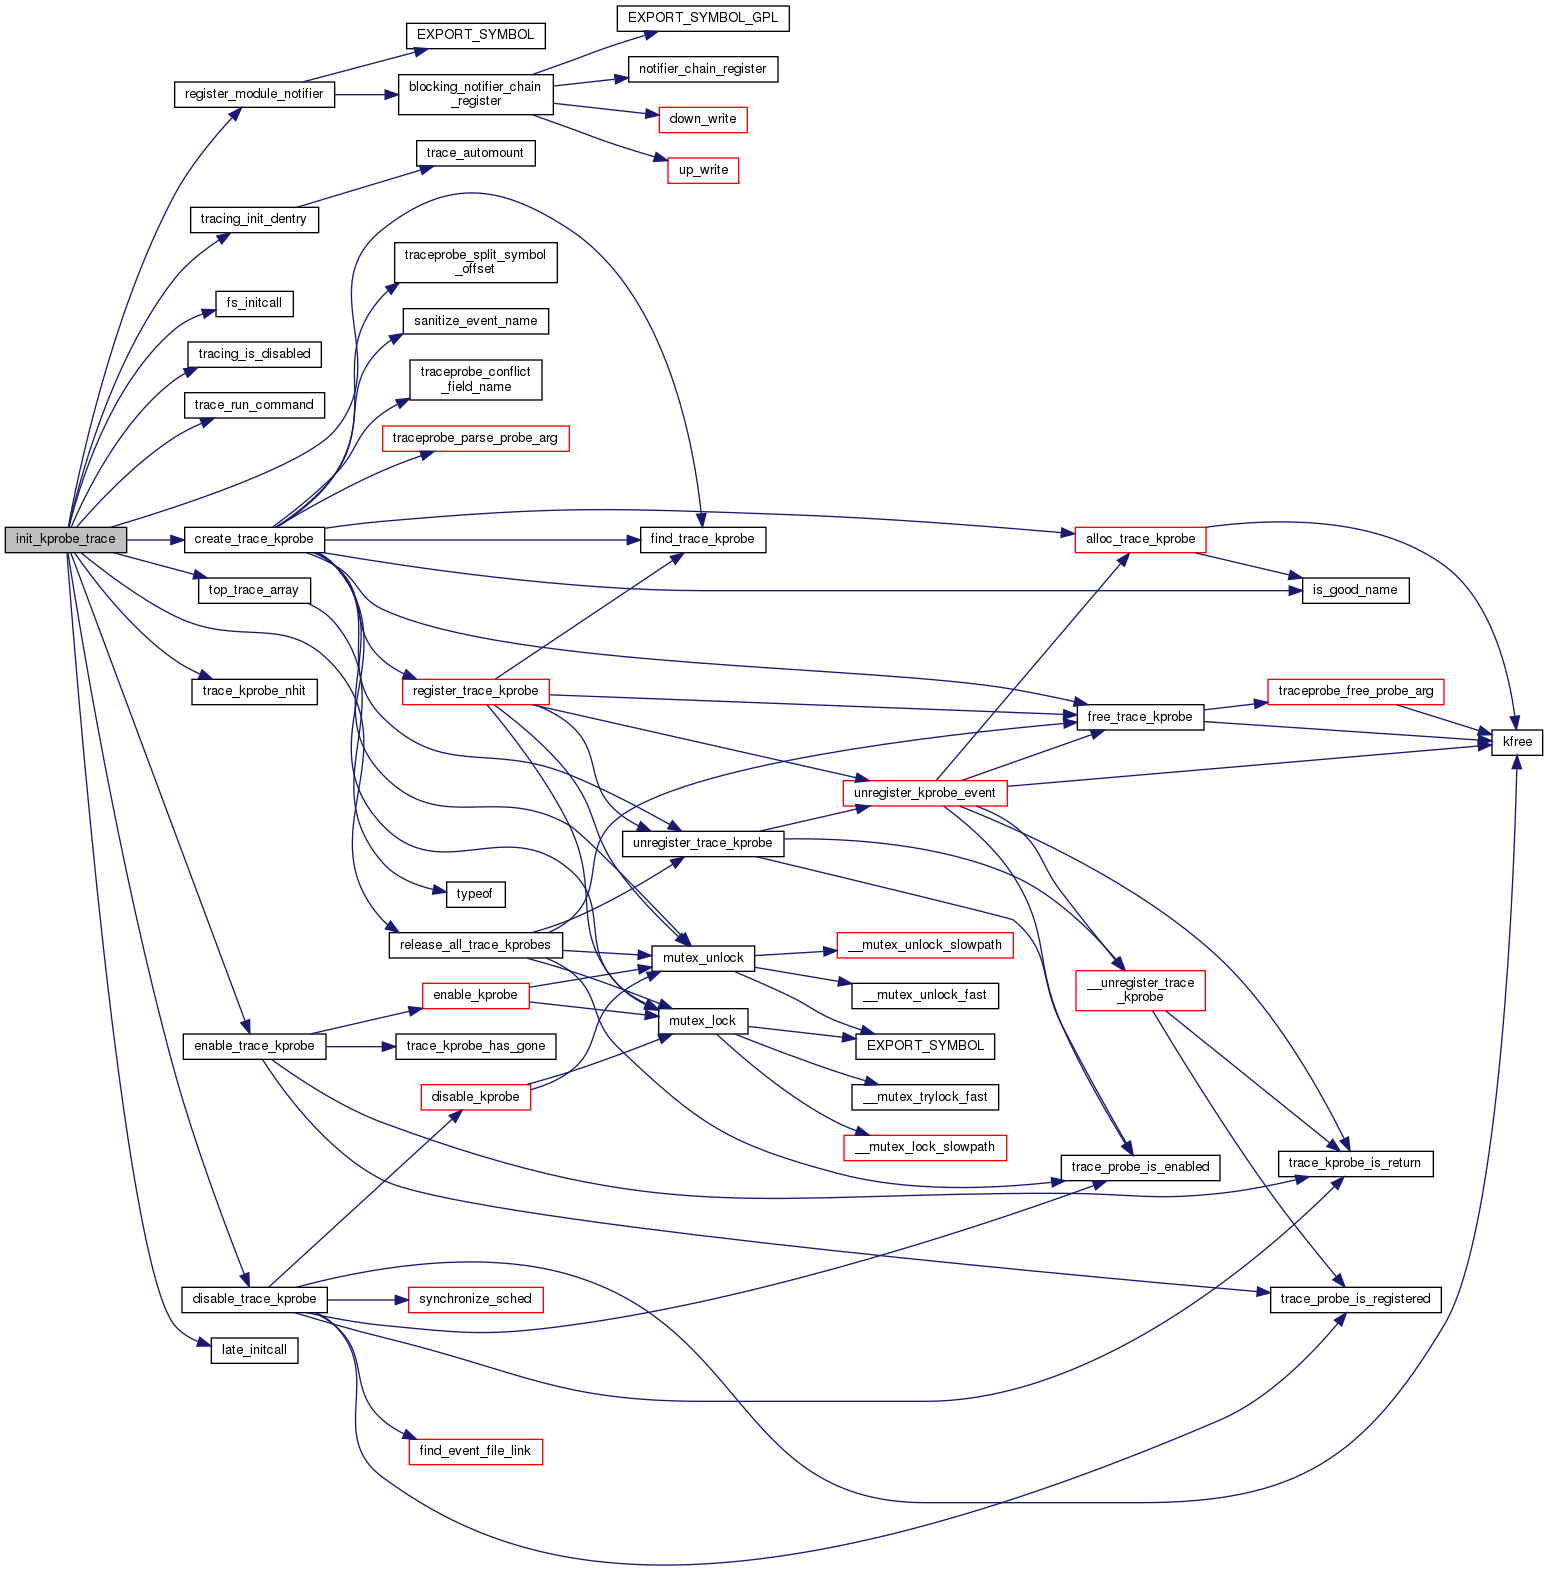 EXPORT_SYMBOL_GPL
EXPORT_SYMBOL
notifier_chain_register
register_module_notifier
blocking_notifier_chain
_register
down_write
trace_automount
up_write
tracing_init_dentry
traceprobe_split_symbol
_offset
fs_initcall
sanitize_event_name
tracing_is_disabled
traceprobe_conflict
_field_name
trace_run_command
traceprobe_parse_probe_arg
init_kprobe_trace
create_trace_kprobe
find_trace_kprobe
alloc_trace_kprobe
top_trace_array
is_good_name
trace_kprobe_nhit
register_trace_kprobe
traceprobe_free_probe_arg
free_trace_kprobe
kfree
unregister_kprobe_event
unregister_trace_kprobe
typeof
release_all_trace_kprobes
mutex_unlock
__mutex_unlock_slowpath
enable_kprobe
__mutex_unlock_fast
__unregister_trace
_kprobe
mutex_lock
enable_trace_kprobe
trace_kprobe_has_gone
EXPORT_SYMBOL
disable_kprobe
__mutex_trylock_fast
__mutex_lock_slowpath
trace_probe_is_enabled
trace_kprobe_is_return
disable_trace_kprobe
synchronize_sched
trace_probe_is_registered
late_initcall
find_event_file_link